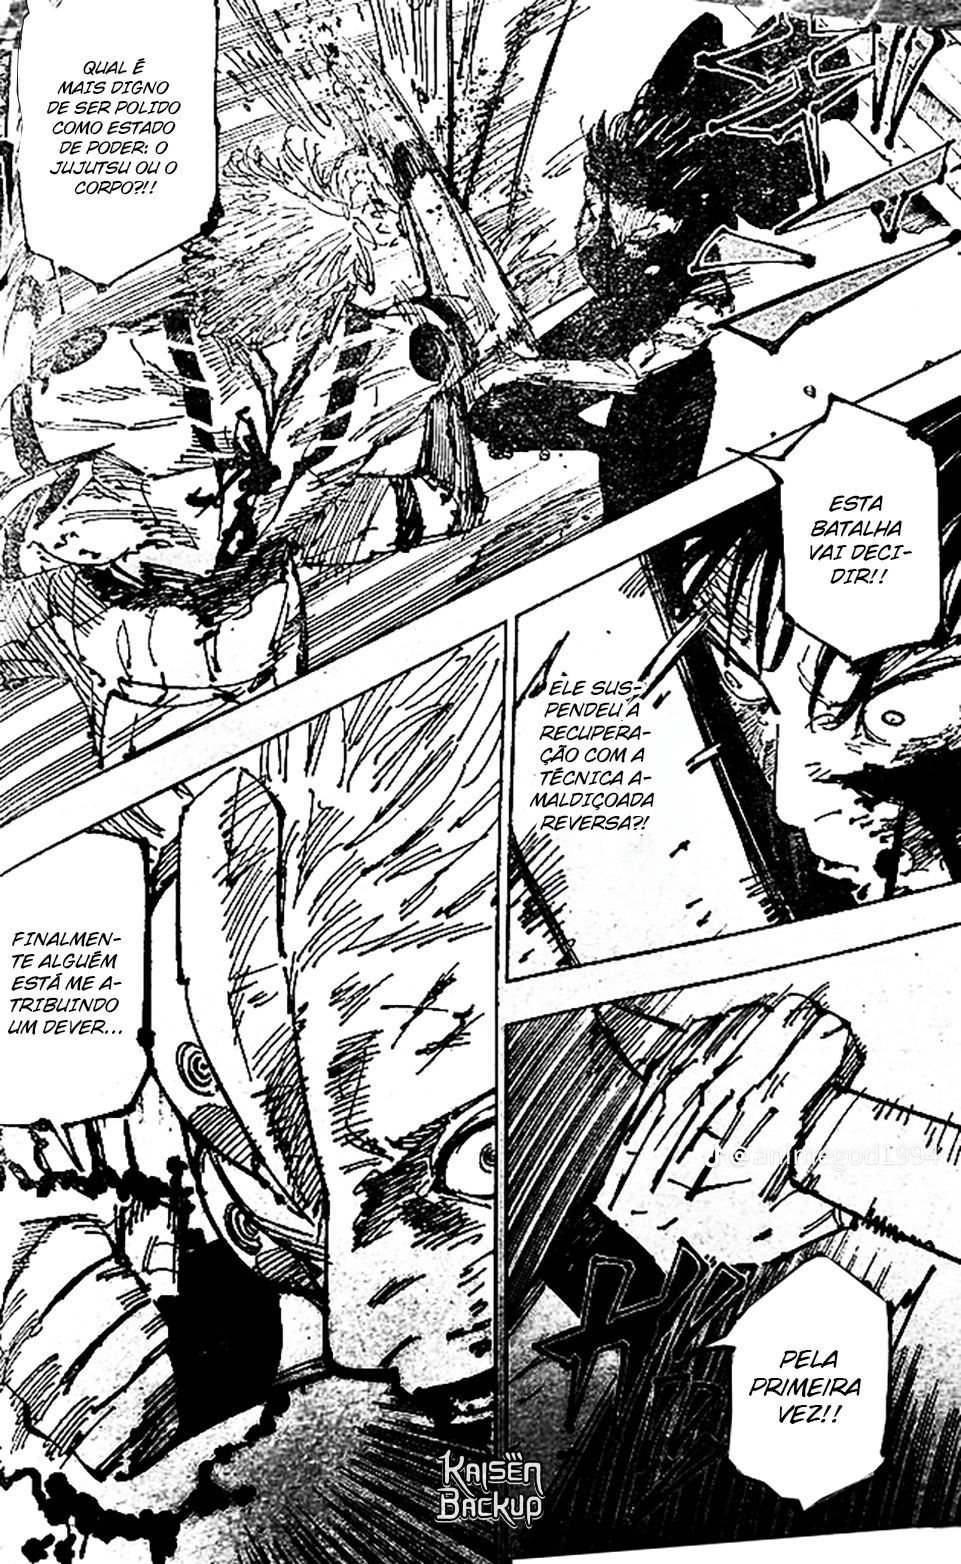 QUAL É
MAIS DIGNO
DE SER POLIDO
COMO ESTADO
DE PODER: O
JUJUTSU OU O
CORPO?!!
ESTA
BATALHA
VAI DECI-
DIR!!
ELE SUS-
PENDEU A
RECUPERA-
ÇÃO COM A
TÉCNICA A-
MALDIÇOADA
REVERSA?!
FINALMEN-
TE ALGUÉM
ESTÁ ME A-
TRIBUINDO
UM DEVER...
@animegod1994
PELA
PRIMEIRA
VEZ!!
KAISEN
BACKUP